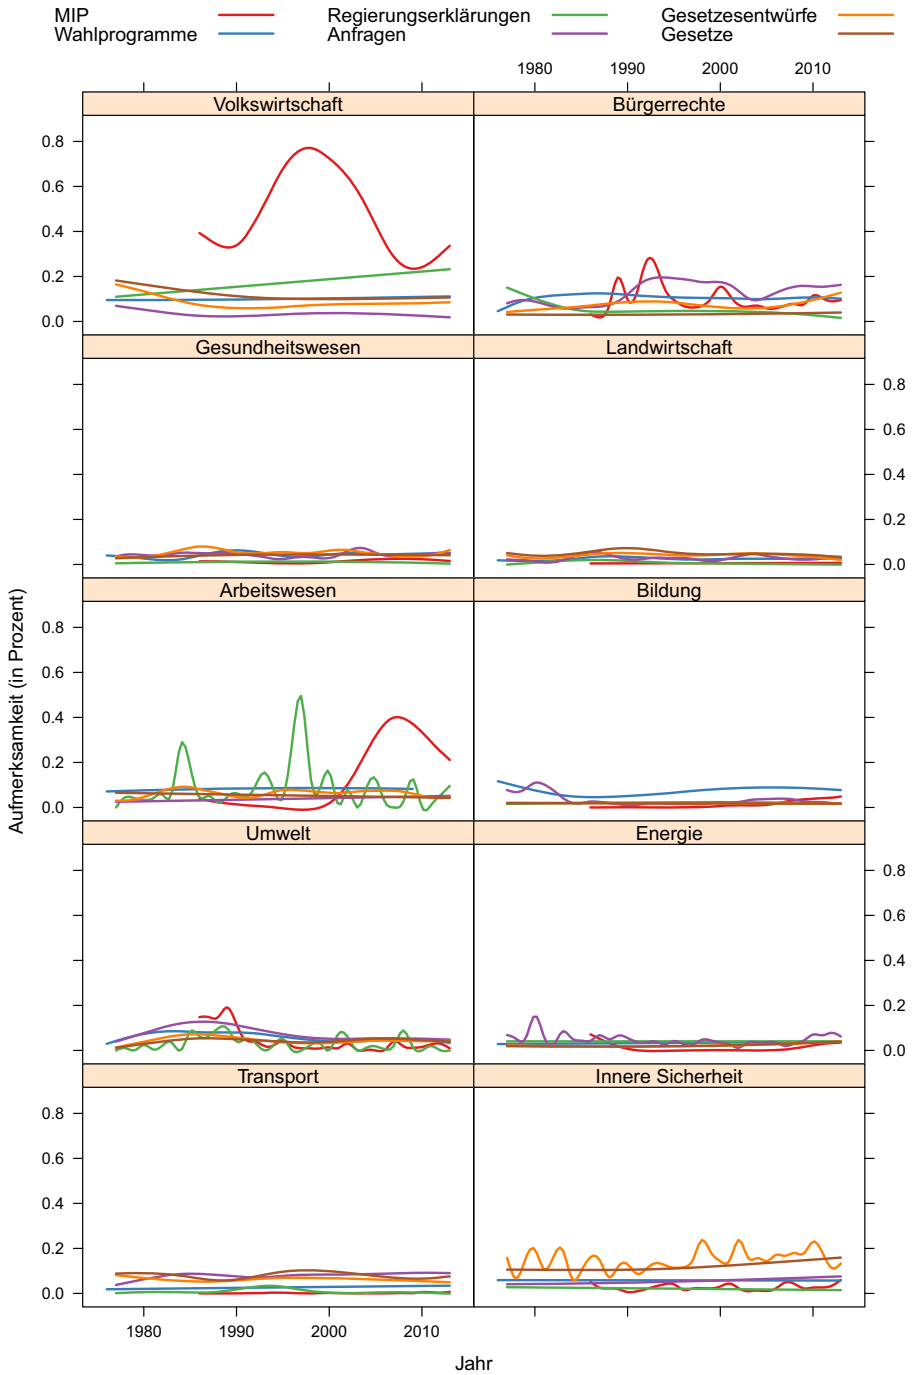 MIP Regierungserklärungen Gesetzesentwürfe
Wahlprogramme Anfragen Gesetze
1980 1990 2000 2010
Volkswirtschaft Bürgerrechte
0.8
0.6
0.4
0.2
0.0
Gesundheitswesen Landwirtschaft
0.8
0.6
0.4
0.2
0.0
Arbeitswesen Bildung
0.8
0.6
0.4
0.2
0.0
Umwelt Energie
0.8
0.6
0.4
0.2
0.0
Transport Innere Sicherheit
0.8
0.6
0.4
0.2
0.0
1980 1990 2000 2010
Jahr
Aufmerksamkeit (in Prozent)